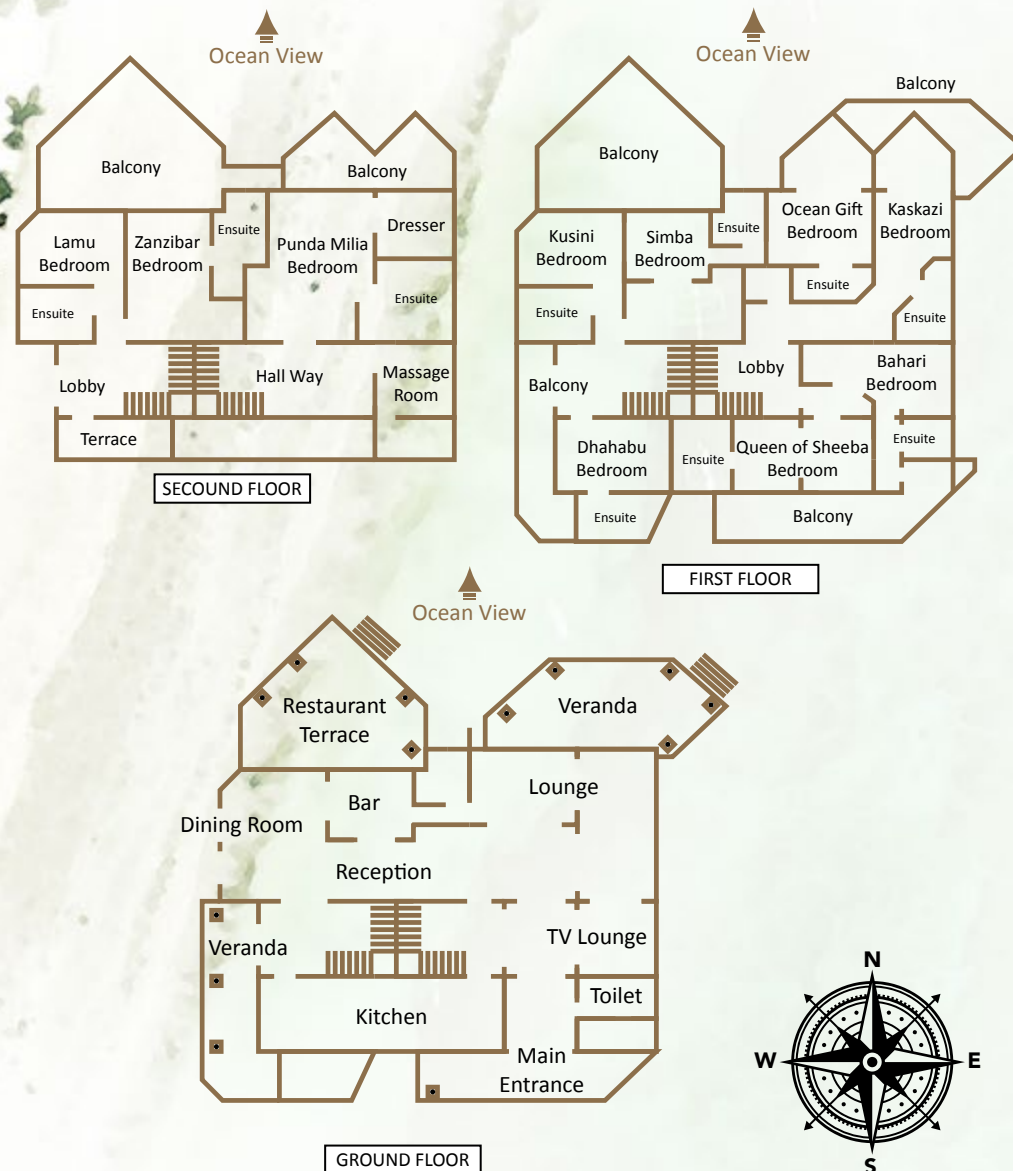 Ocean View
Balcony
Balcony
Lamu
Bedroom
Zanzibar
Bedroom
Ensuite
Punda Milia
Bedroom
Dresser
Ensuite
Ensuite
Lobby
Hall Way
Massage
Room
Terrace
SECOUND FLOOR
Ocean View
Balcony
Balcony
Kusini
Bedroom
Simba
Bedroom
Ensuite
Ocean Gift
Bedroom
Kaskazi
Bedroom
Ensuite
Ensuite
Ensuite
Balcony
Lobby
Bahari
Bedroom
Dhahabu
Bedroom
Ensuite
Queen of Sheeba
Bedroom
Ensuite
Ensuite
Balcony
FIRST FLOOR
Ocean View
Restaurant
Terrace
Veranda
Lounge
Bar
Dining Room
Reception
Veranda
TV Lounge
Toilet
Kitchen
Main
Entrance
GROUND FLOOR
N
W
E
S